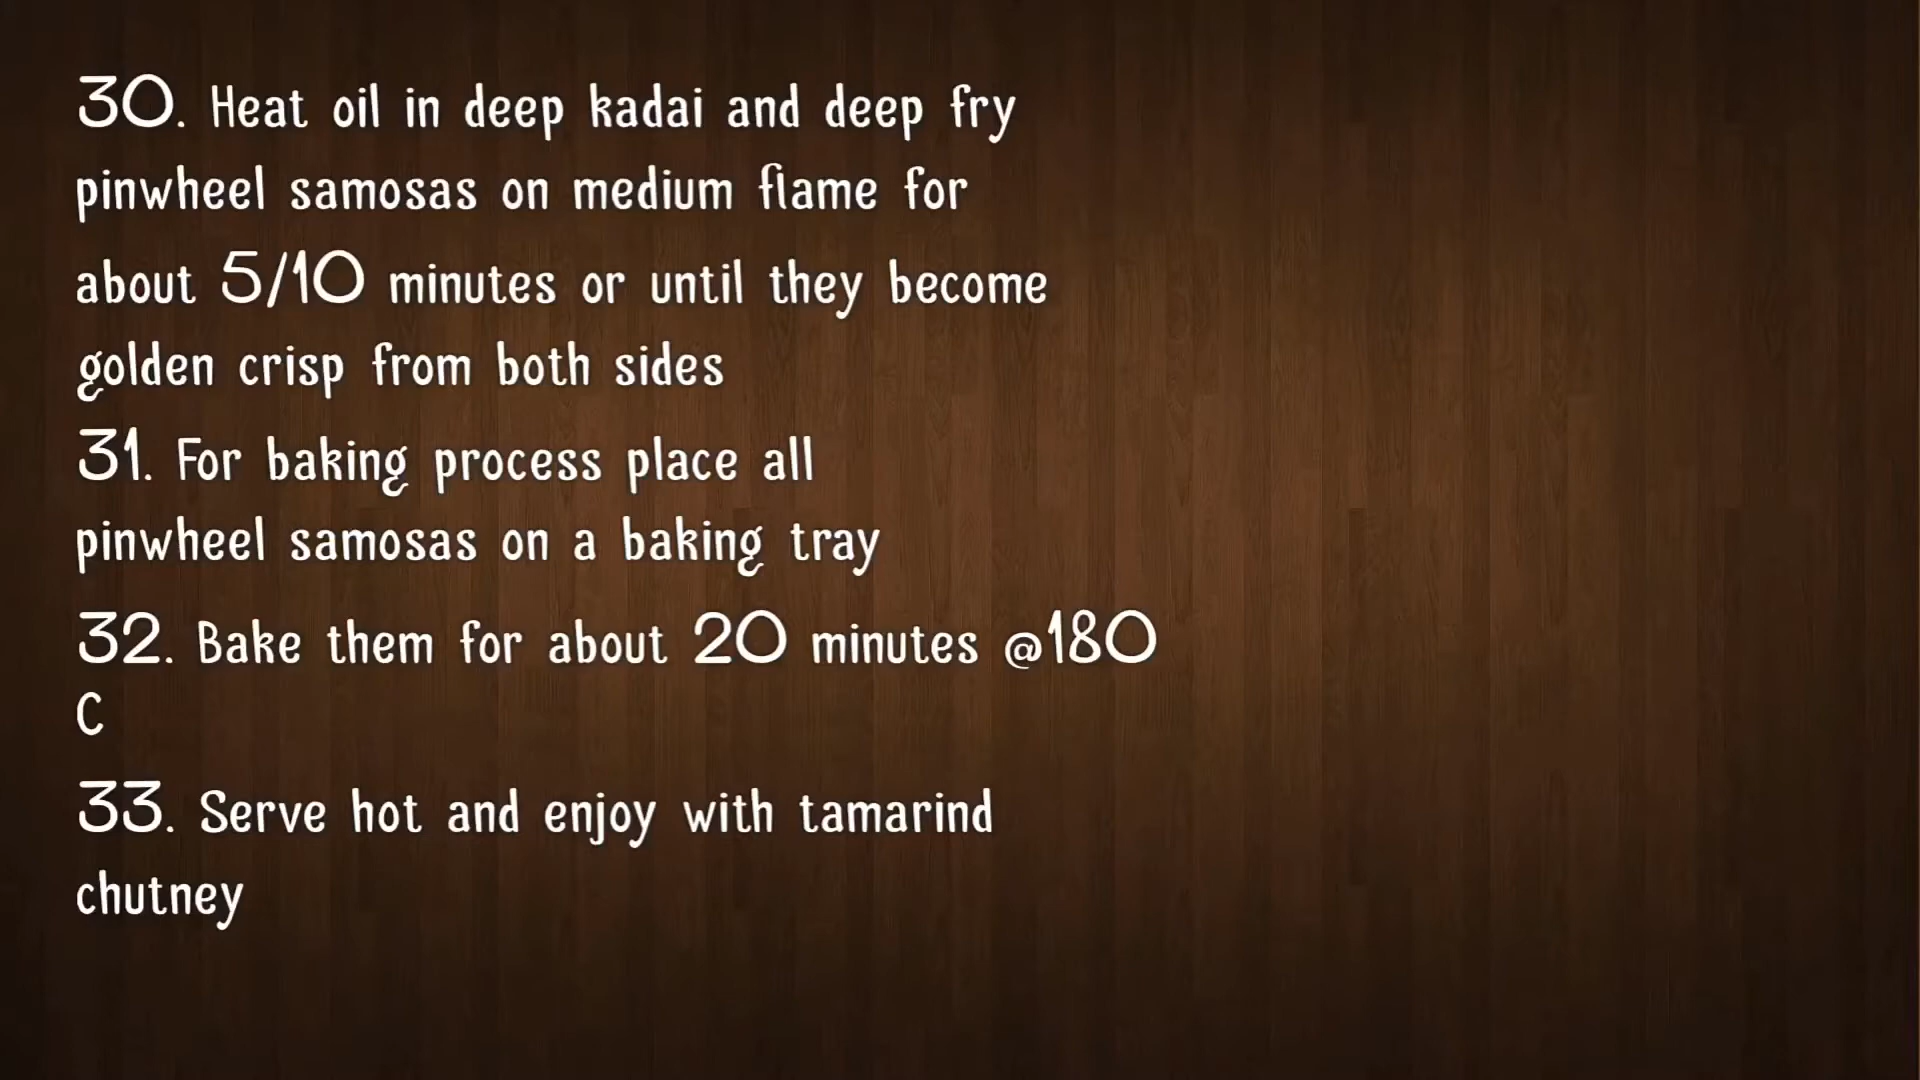 30. Heat oil in deep kadai and deep fry
pinwheel samosas on medium flame for
about 5/10 minutes or until they become
golden crisp from both sides
31. For baking process place all
pinwheel samosas on a baking tray
32. Bake them for about 20 minutes @180
C
33. Serve hot and enjoy with tamarind
chutney